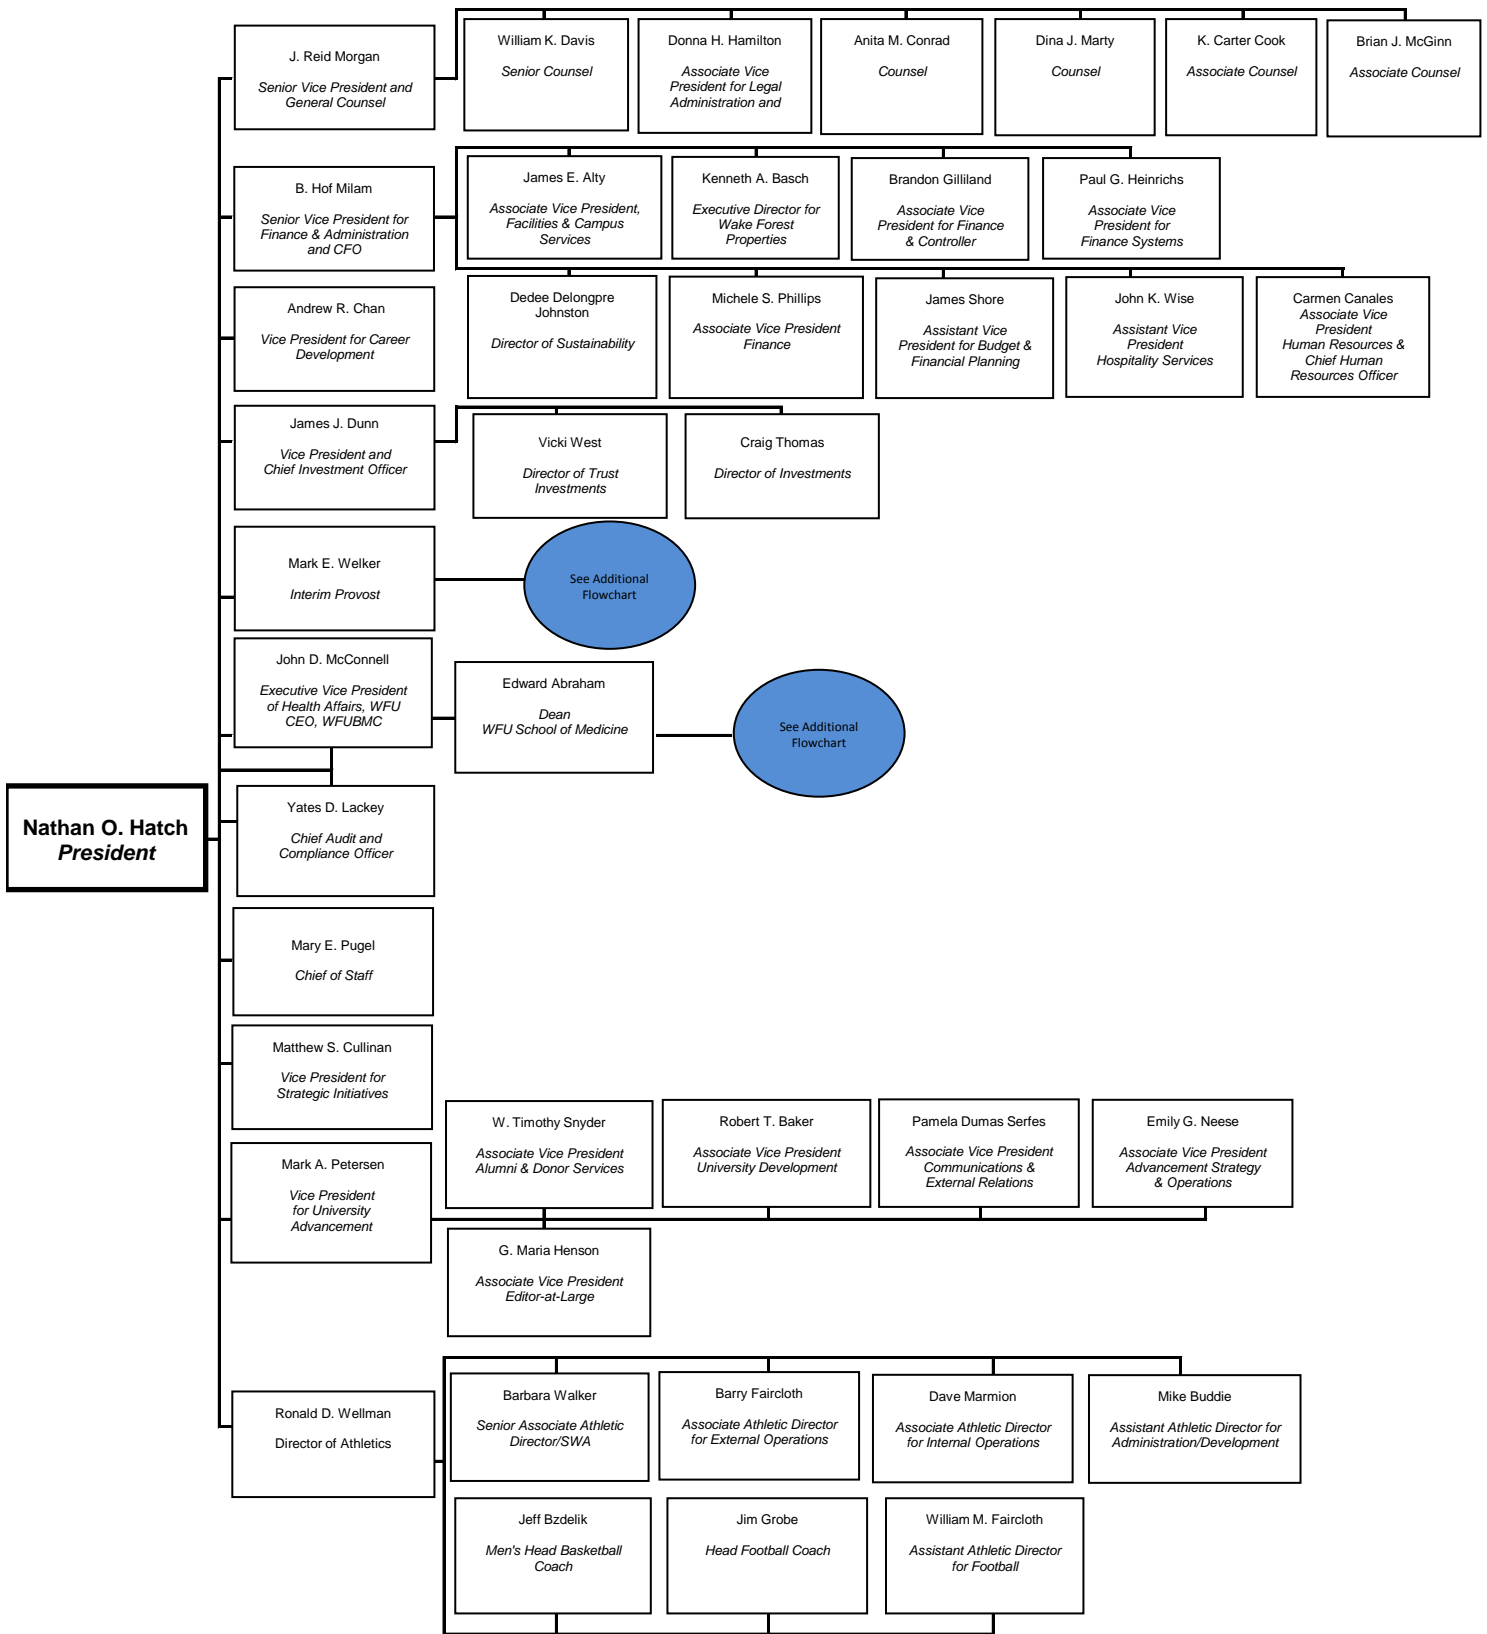 J. Reid Morgan
Senior Vice President and
General Counsel
William K. Davis
Senior Counsel
Donna H. Hamilton
Associate Vice
President for Legal
Administration and
Anita M. Conrad
Counsel
Dina J. Marty
Counsel
K. Carter Cook
Associate Counsel
Brian J. McGinn
Associate Counsel
B. Hof Milam
Senior Vice President for
Finance & Administration
and CFO
James E. Alty
Associate Vice President,
Facilities & Campus
Services
Kenneth A. Basch
Executive Director for
Wake Forest
Properties
Brandon Gilliland
Associate Vice
President for Finance
& Controller
Paul G. Heinrichs
Associate Vice
President for
Finance Systems
Dedee Delongpre
Johnston
Director of Sustainability
Michele S. Phillips
Associate Vice President
Finance
James Shore
Assistant Vice
President for Budget &
Financial Planning
John K. Wise
Assistant Vice
President
Hospitality Services
Carmen Canales
Associate Vice
President
Human Resources &
Chief Human
Resources Officer
Andrew R. Chan
Vice President for Career
Development
James J. Dunn
Vice President and
Chief Investment Officer
Vicki West
Director of Trust
Investments
Craig Thomas
Director of Investments
Mark E. Welker
Interim Provost
See Additional
Flowchart
John D. McConnell
Executive Vice President
of Health Affairs, WFU
CEO, WFUBMC
Edward Abraham
Dean
WFU School of Medicine
See Additional
Flowchart
Nathan O. Hatch
President
Yates D. Lackey
Chief Audit and
Compliance Officer
Mary E. Pugel
Chief of Staff
Matthew S. Cullinan
Vice President for
Strategic Initiatives
Mark A. Petersen
Vice President
for University
Advancement
W. Timothy Snyder
Associate Vice President
Alumni & Donor Services
Robert T. Baker
Associate Vice President
University Development
Pamela Dumas Serfes
Associate Vice President
Communications &
External Relations
Emily G. Neese
Associate Vice President
Advancement Strategy
& Operations
G. Maria Henson
Associate Vice President
Editor-at-Large
Ronald D. Wellman
Director of Athletics
Barbara Walker
Senior Associate Athletic
Director/SWA
Barry Faircloth
Associate Athletic Director
for External Operations
Dave Marmion
Associate Athletic Director
for Internal Operations
Mike Buddie
Assistant Athletic Director for
Administration/Development
Jeff Bzdelik
Men's Head Basketball
Coach
Jim Grobe
Head Football Coach
William M. Faircloth
Assistant Athletic Director
for Football